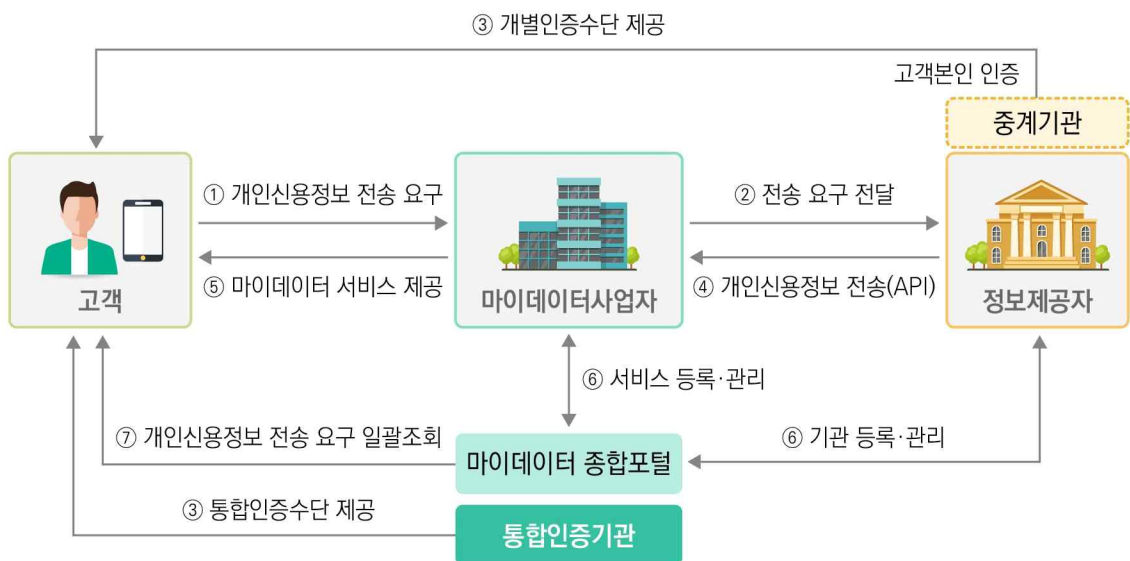 ③ 개별인증수단 제공
고객본인 인증
중계기관
① 개인신용정보 전송 요구
② 전송 요구 전달
⑤ 마이데이터 서비스 제공
④ 개인신용정보 전송(API)
고객
마이데이터사업자
정보제공자
⑥ 서비스 등록·관리
⑦ 개인신용정보 전송 요구 일괄조회
⑥ 기관 등록·관리
마이데이터 종합포털
③ 통합인증수단 제공
통합인증기관